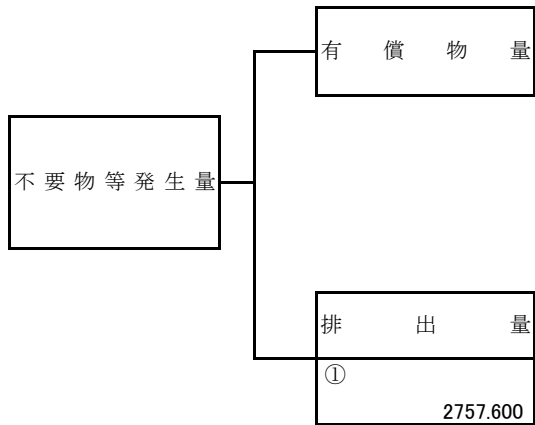 有償物量
不要物等発生量
排出量
①
2757.600